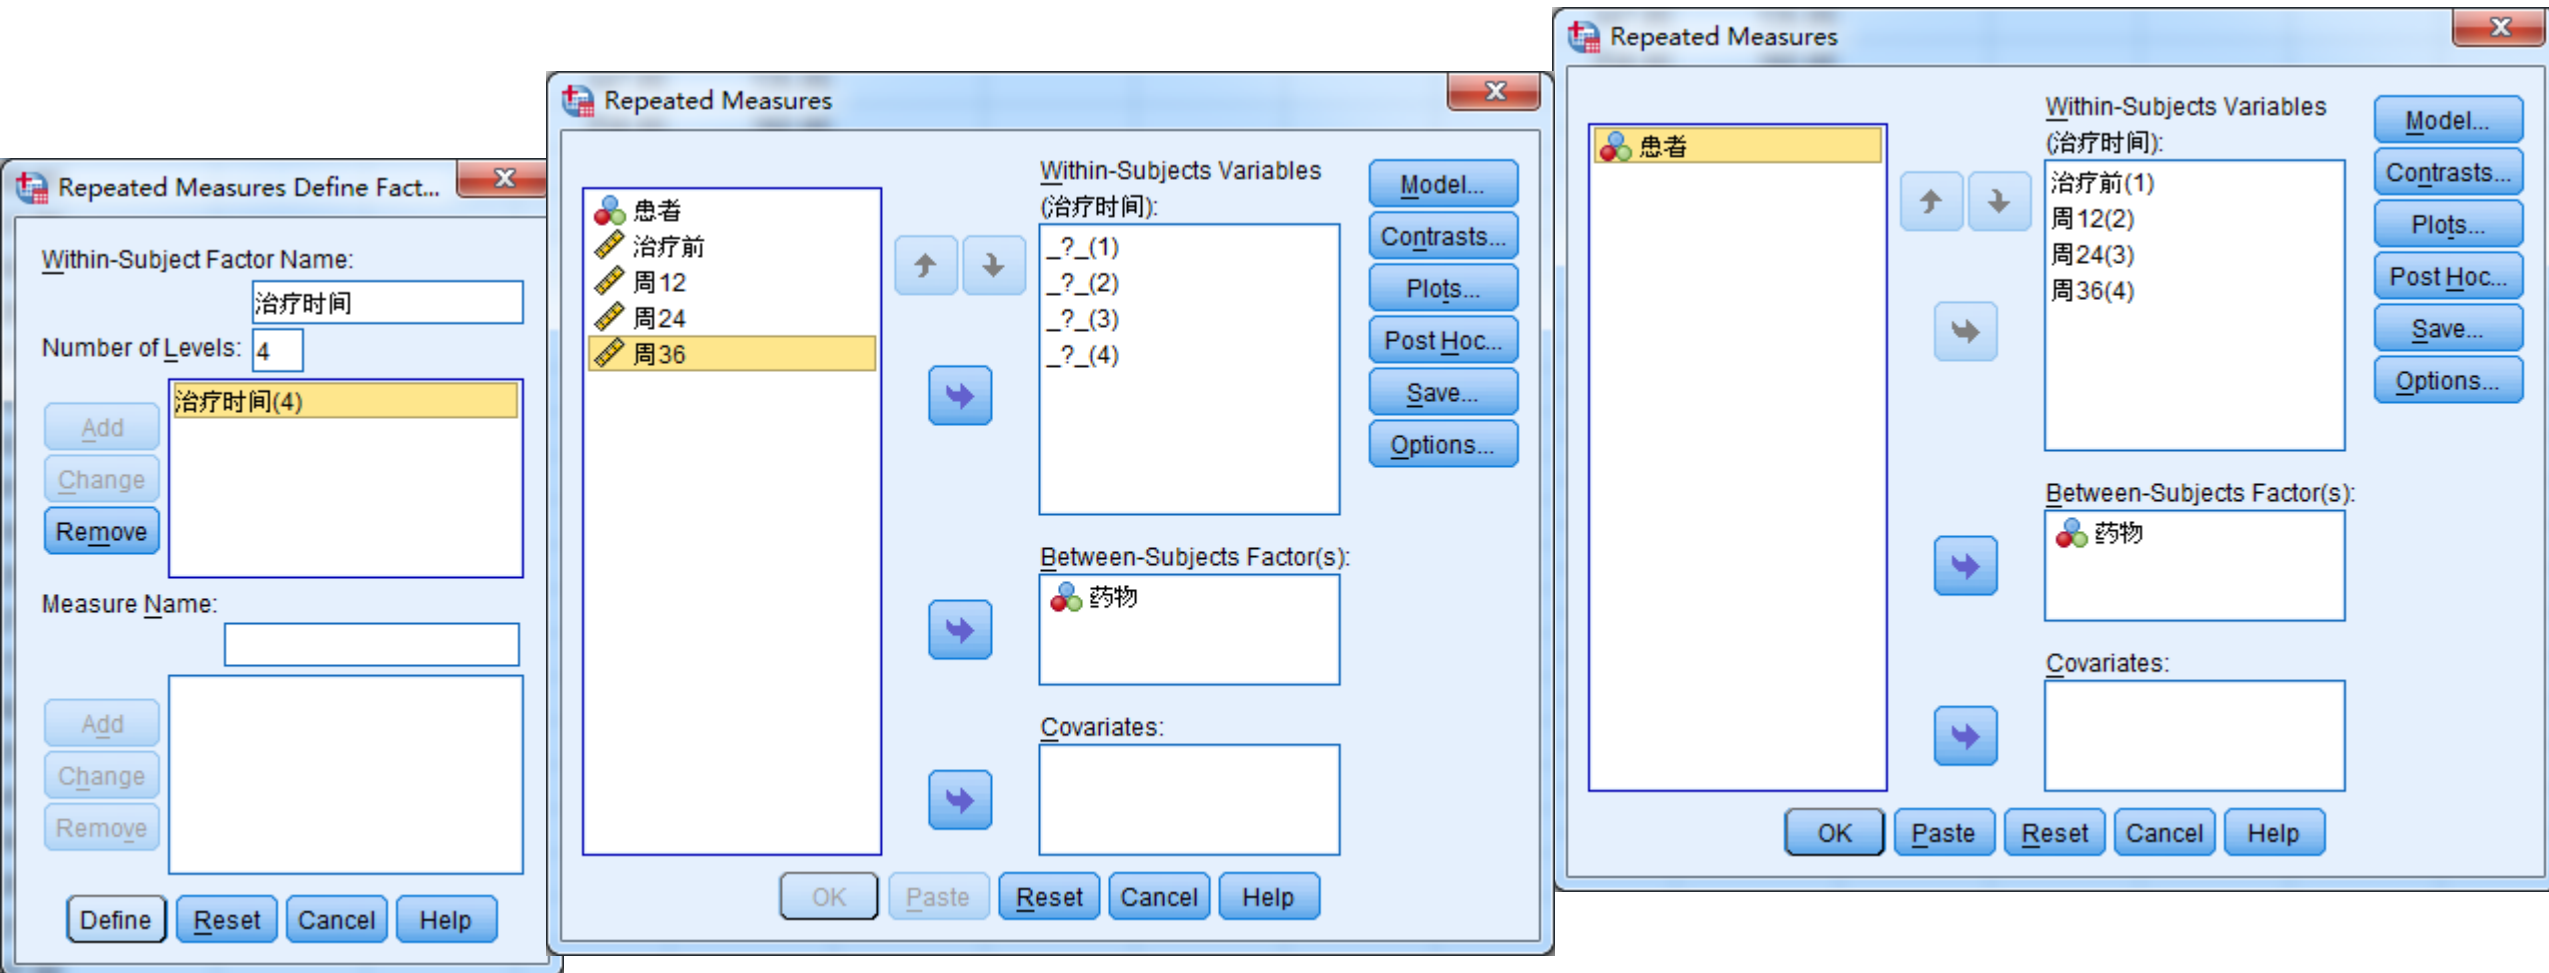 Repeated Measures Define Fact...
Within-Subject Factor Name:
治疗时间
Number of Levels: 4
治疗时间(4)
Add
Change
Remove
Measure Name:
Add
Change
Remove
Define Reset Cancel Help
Repeated Measures
患者
治疗前
周12
周24
周36
Within-Subjects Variables
(治疗时间):
_?_(1)
_?_(2)
_?_(3)
_?_(4)
Between-Subjects Factor(s):
药物
Covariates:
Model...
Contrasts...
Plots...
Post Hoc...
Save...
Options...
OK Paste Reset Cancel Help
Repeated Measures
患者
Within-Subjects Variables
(治疗时间):
治疗前(1)
周12(2)
周24(3)
周36(4)
Between-Subjects Factor(s):
药物
Covariates:
Model...
Contrasts...
Plots...
Post Hoc...
Save...
Options...
OK Paste Reset Cancel Help